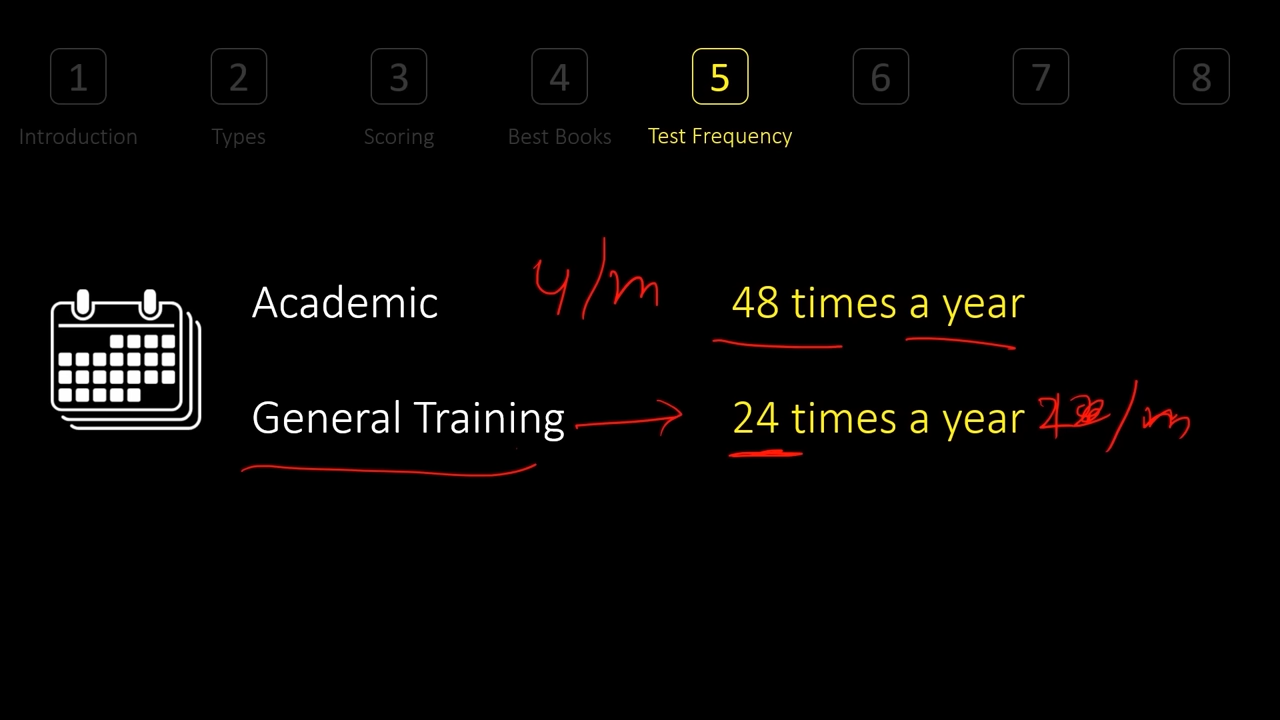 1 2 3 4 5 6 7 8
Introduction Types Scoring Best Books Test Frequency
Academic 4/m 48 times a year
General Training 24 times a year /m